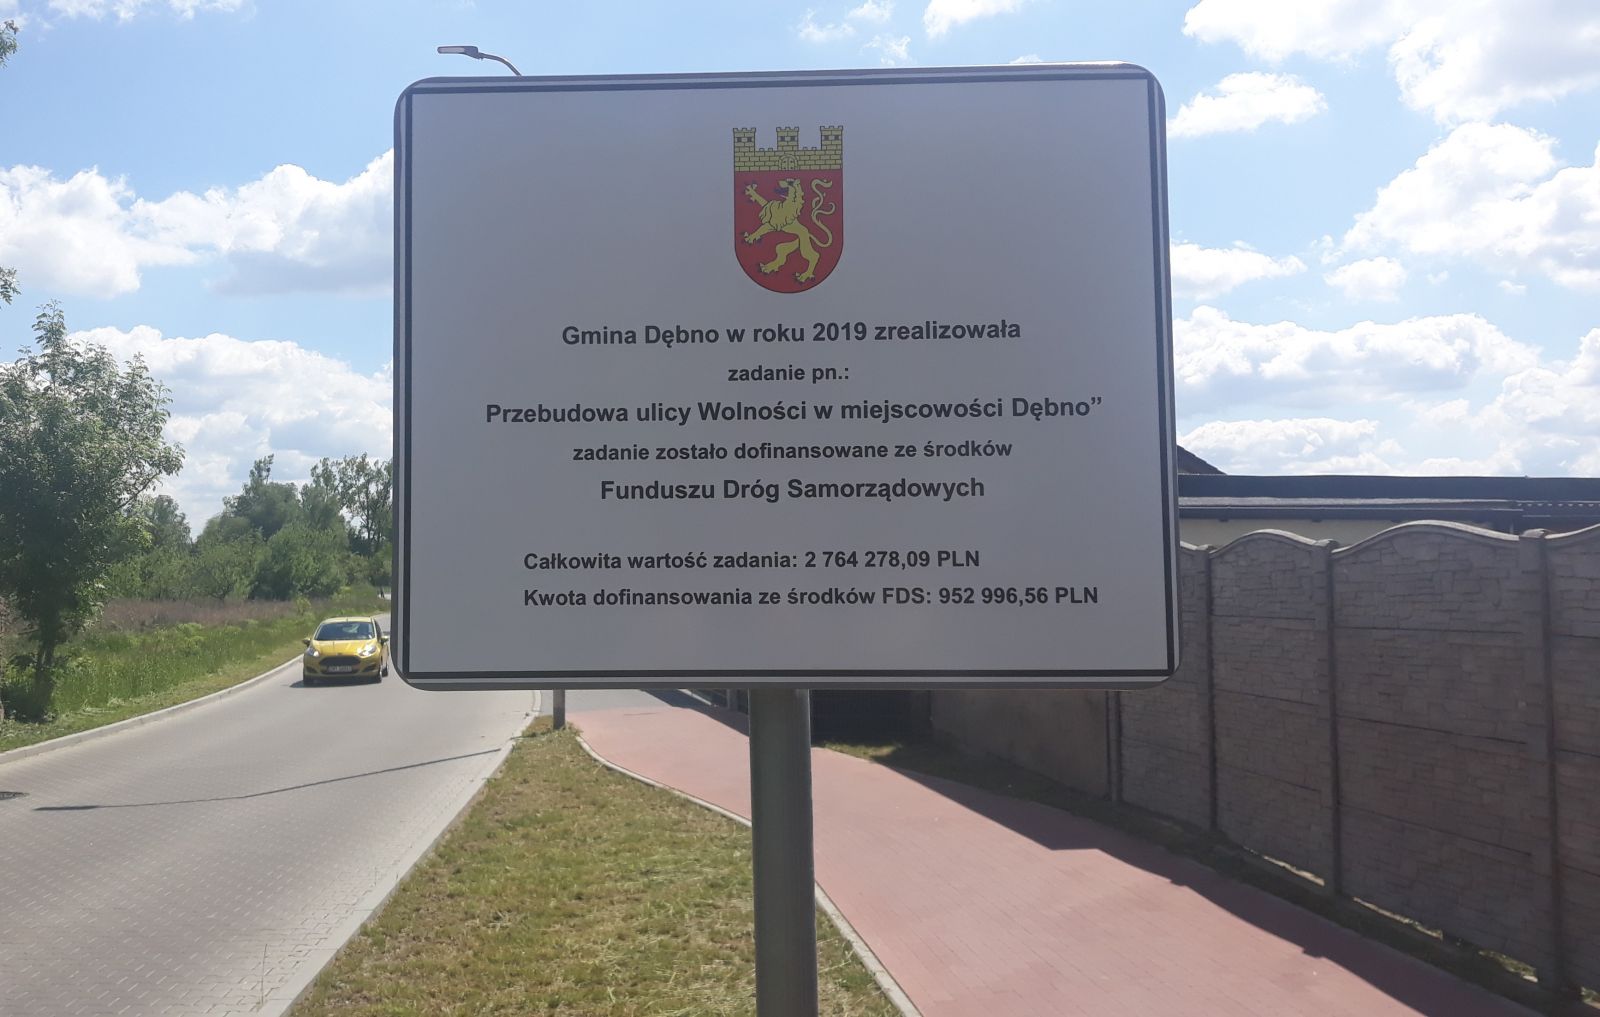 Gmina Dębno w roku 2019 zrealizowała
zadanie pn.:
Przebudowa ulicy Wolności w miejscowości Dębno”
zadanie zostało dofinansowane ze środków
Funduszu Dróg Samorządowych
Całkowita wartość zadania: 2 764 278,09 PLN
Kwota dofinansowania ze środków FDS: 952 996,56 PLN